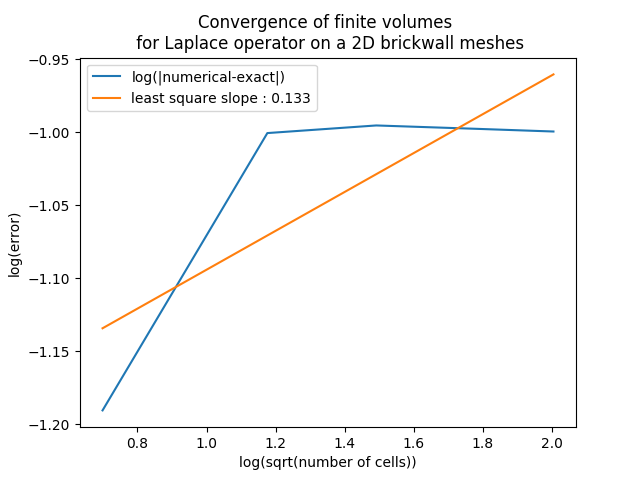 Convergence of finite volumes
for Laplace operator on a 2D brickwall meshes
log(|numerical-exact|)
least square slope : 0.133
−0.95
−1.00
−1.05
−1.10
−1.15
−1.20
log(error)
0.8 1.0 1.2 1.4 1.6 1.8 2.0
log(sqrt(number of cells))